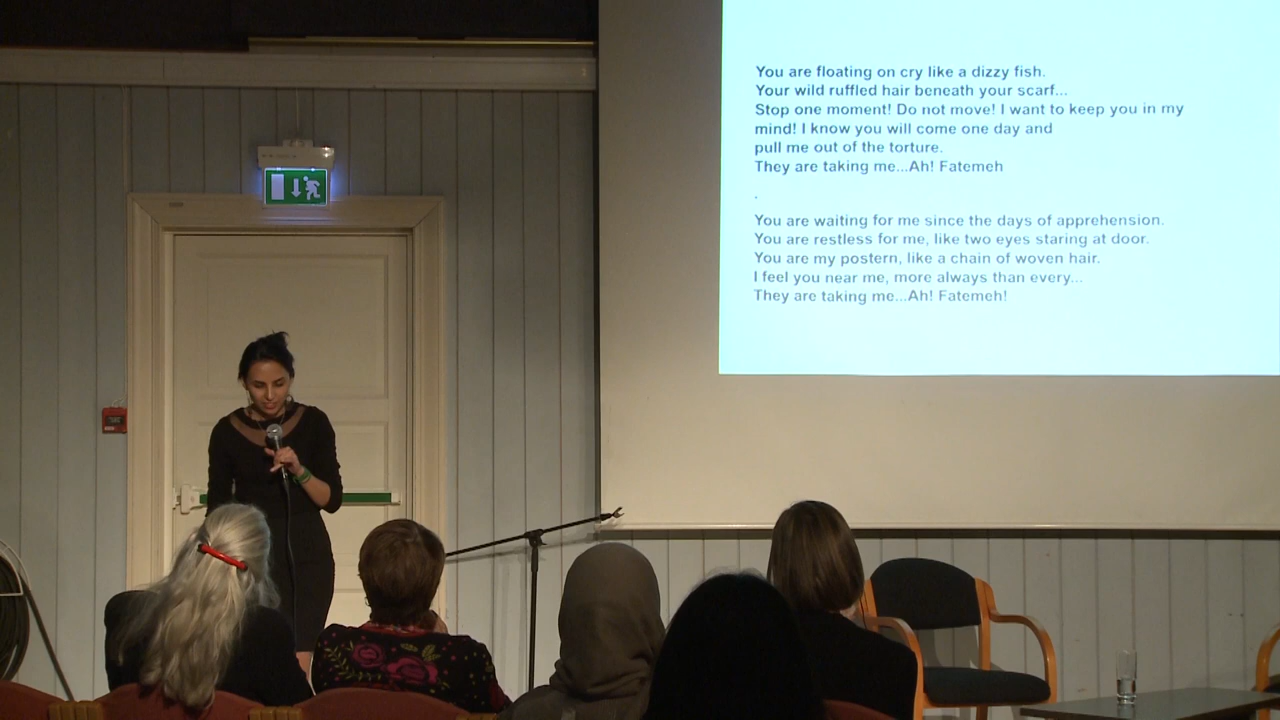 You are floating on cry like a dizzy fish.
Your wild ruffled hair beneath your scarf...
Stop one moment! Do not move! I want to keep you in my
mind! I know you will come one day and
pull me out of the torture.
They are taking me...Ah! Fatemeh
.
You are waiting for me since the days of apprehension.
You are restless for me, like two eyes staring at door.
You are my postern, like a chain of woven hair.
I feel you near me, more always than every...
They are taking me...Ah! Fatemeh!